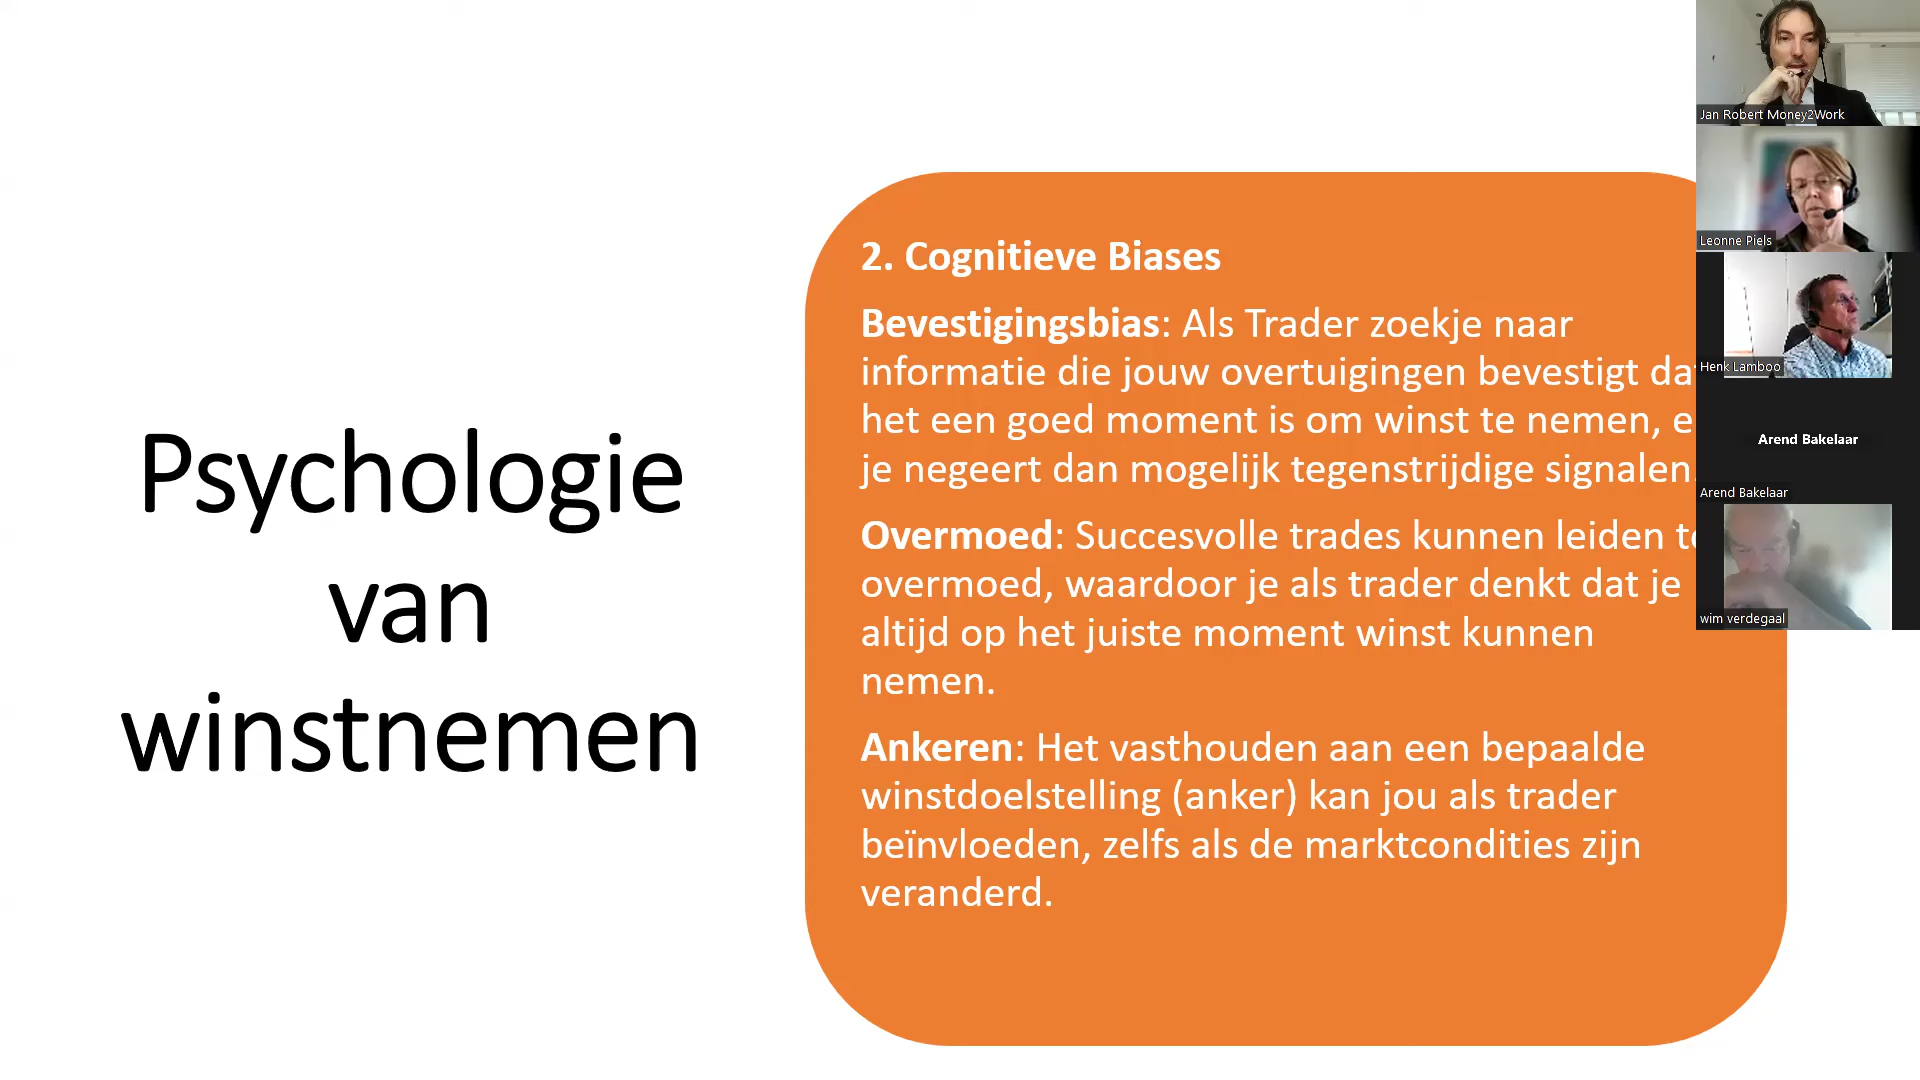 Psychologie
van
winstnemen
2. Cognitieve Biases
Bevestigingsbias: Als Trader zoekje naar
informatie die jouw overtuigingen bevestigt
het een goed moment is om winst te nemen,
je negeert dan mogelijk tegenstrijdige signalen.
Overmoed: Succesvolle trades kunnen leiden
overmoed, waardoor je als trader denkt dat je
altijd op het juiste moment winst kunnen
nemen.
Ankeren: Het vasthouden aan een bepaalde
winstdoelstelling (anker) kan jou als trader
beïnvloeden, zelfs als de marktcondities zijn
veranderd.
Jan Robert Money2Work
Leonne Piels
Henk Lamboo
Arend Bakelaar
Arend Bakelaar
wim verdegaal